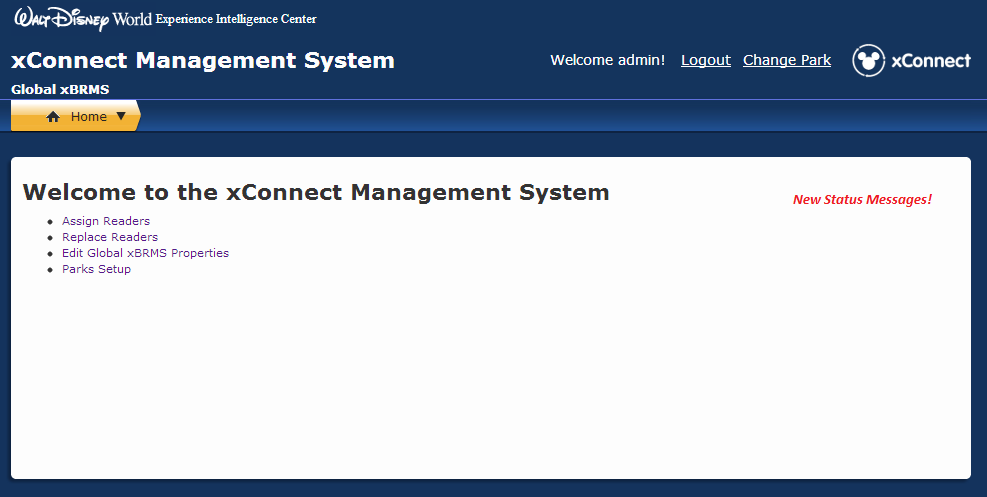 Walt Disney World Experience Intelligence Center
xConnect Management System
Welcome admin! Logout Change Park xConnect
Global xBRMS
Home ▼
Welcome to the xConnect Management System
New Status Messages!
Assign Readers
Replace Readers
Edit Global xBRMS Properties
Parks Setup